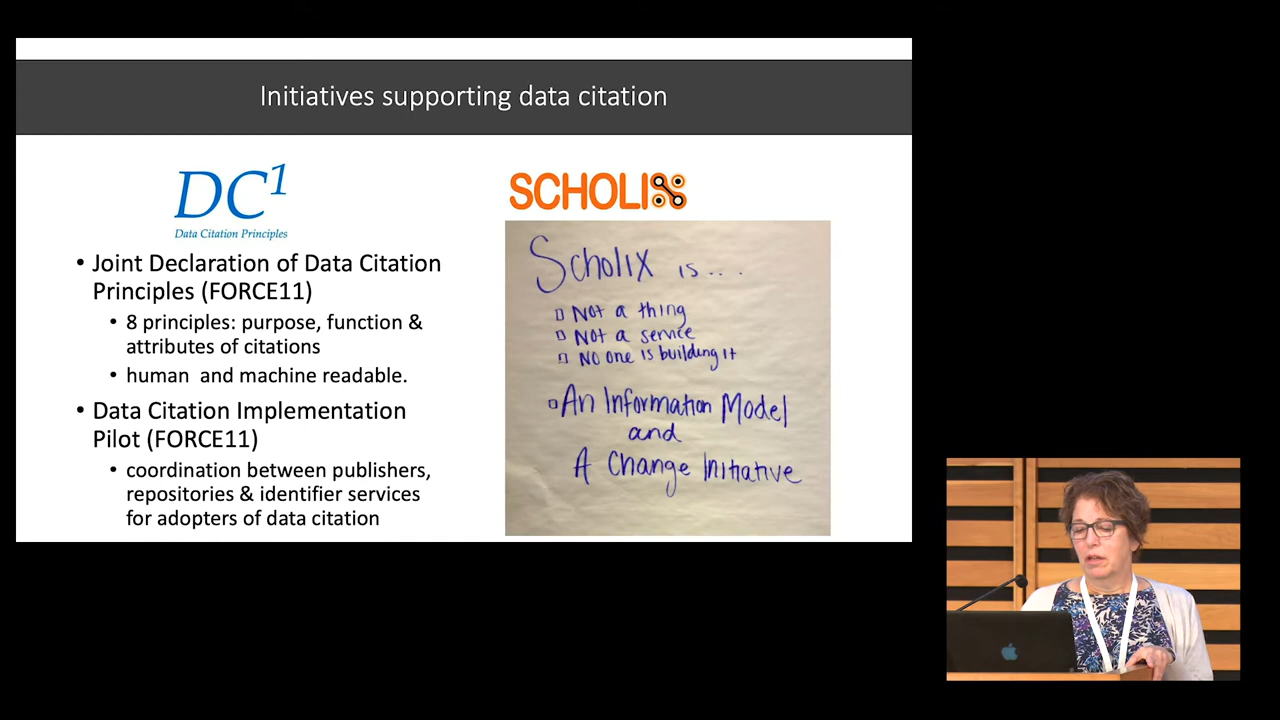 Initiatives supporting data citation
DC¹
Data Citation Principles
• Joint Declaration of Data Citation
Principles (FORCE11)
• 8 principles: purpose, function &
attributes of citations
• human and machine readable.
• Data Citation Implementation
Pilot (FORCE11)
• coordination between publishers,
repositories & identifier services
for adopters of data citation
SCHOLIX
Scholix is....
Not a thing
Not a service
No one is building it
An Information Model
and
A Change Initiative